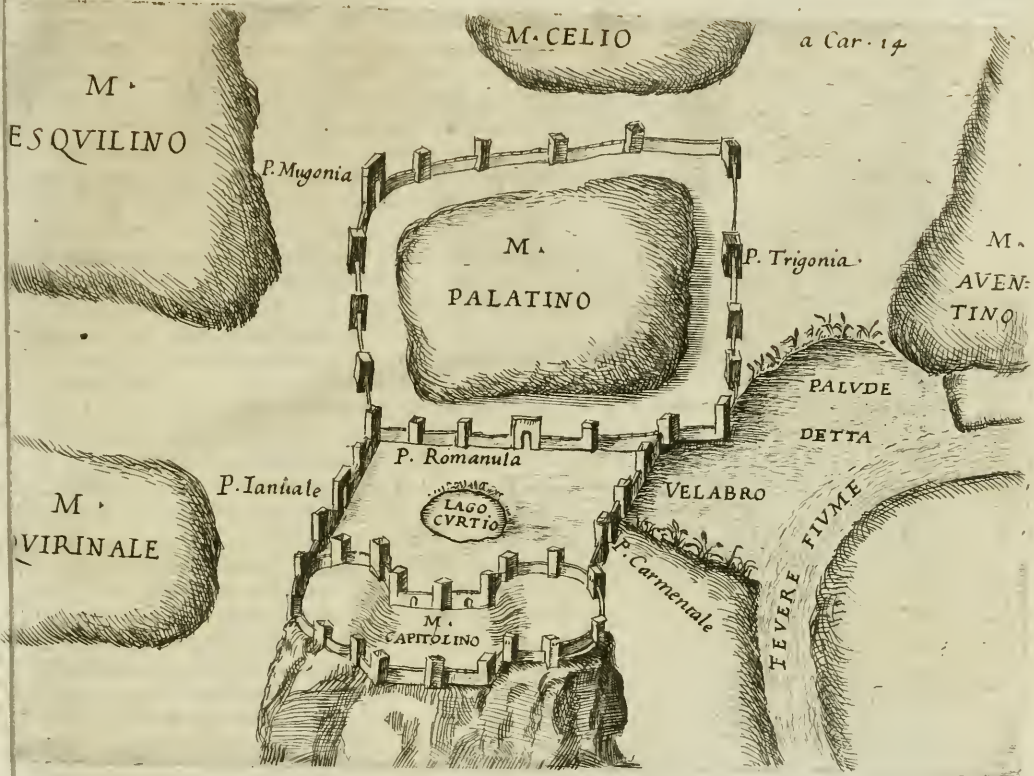 M. CELIO
a Car. 14
M.
ESQVILINO
P. Mugonia
M.
PALATINO
P. Trigonia.
M.
AVEN=
TINO
PALVDE
DETTA
VELABRO
P. Romanula
P. Ianuale
LAGO
CVRTIO
M.
QVIRINALE
P. Carmentale
TEVERE FIVME
M.
CAPITOLINO